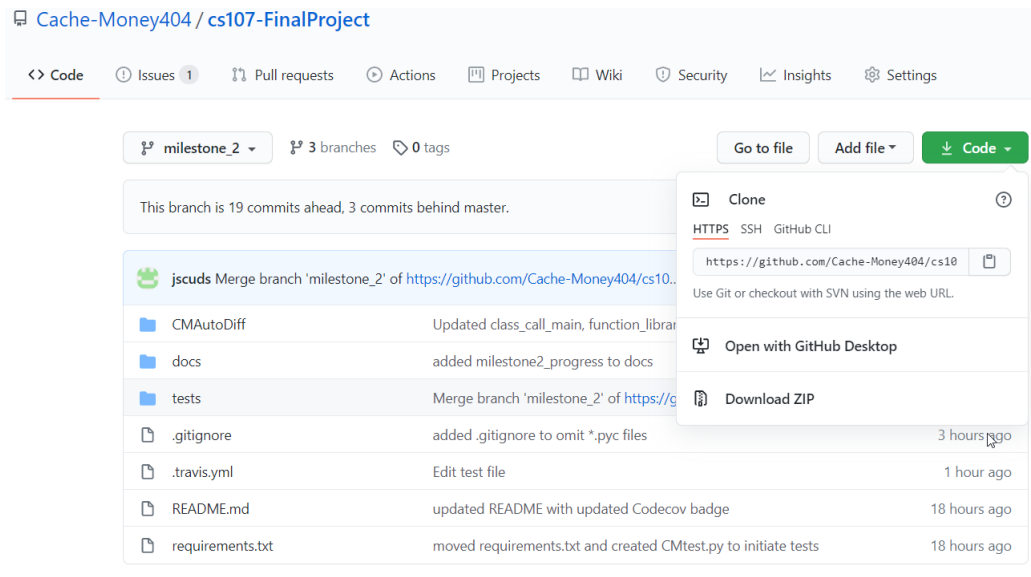 Cache-Money404 / cs107-FinalProject
Code Issues 1 Pull requests Actions Projects Wiki Security Insights Settings
milestone_2 3 branches 0 tags Go to file Add file Code
This branch is 19 commits ahead, 3 commits behind master.
Clone
HTTPS SSH GitHub CLI
https://github.com/Cache-Money404/cs10
Use Git or checkout with SVN using the web URL.
Open with GitHub Desktop
Download ZIP
jscuds Merge branch 'milestone_2' of https://github.com/Cache-Money404/cs10...
CMAutoDiff Updated class_call_main, function_librar
docs added milestone2_progress to docs
tests Merge branch 'milestone_2' of https://g
.gitignore added .gitignore to omit *.pyc files 3 hours ago
.travis.yml Edit test file 1 hour ago
README.md updated README with updated Codecov badge 18 hours ago
requirements.txt moved requirements.txt and created CMtest.py to initiate tests 18 hours ago